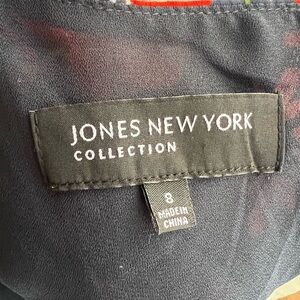 JONES NEW YORK
COLLECTION
8
MADE IN
CHINA